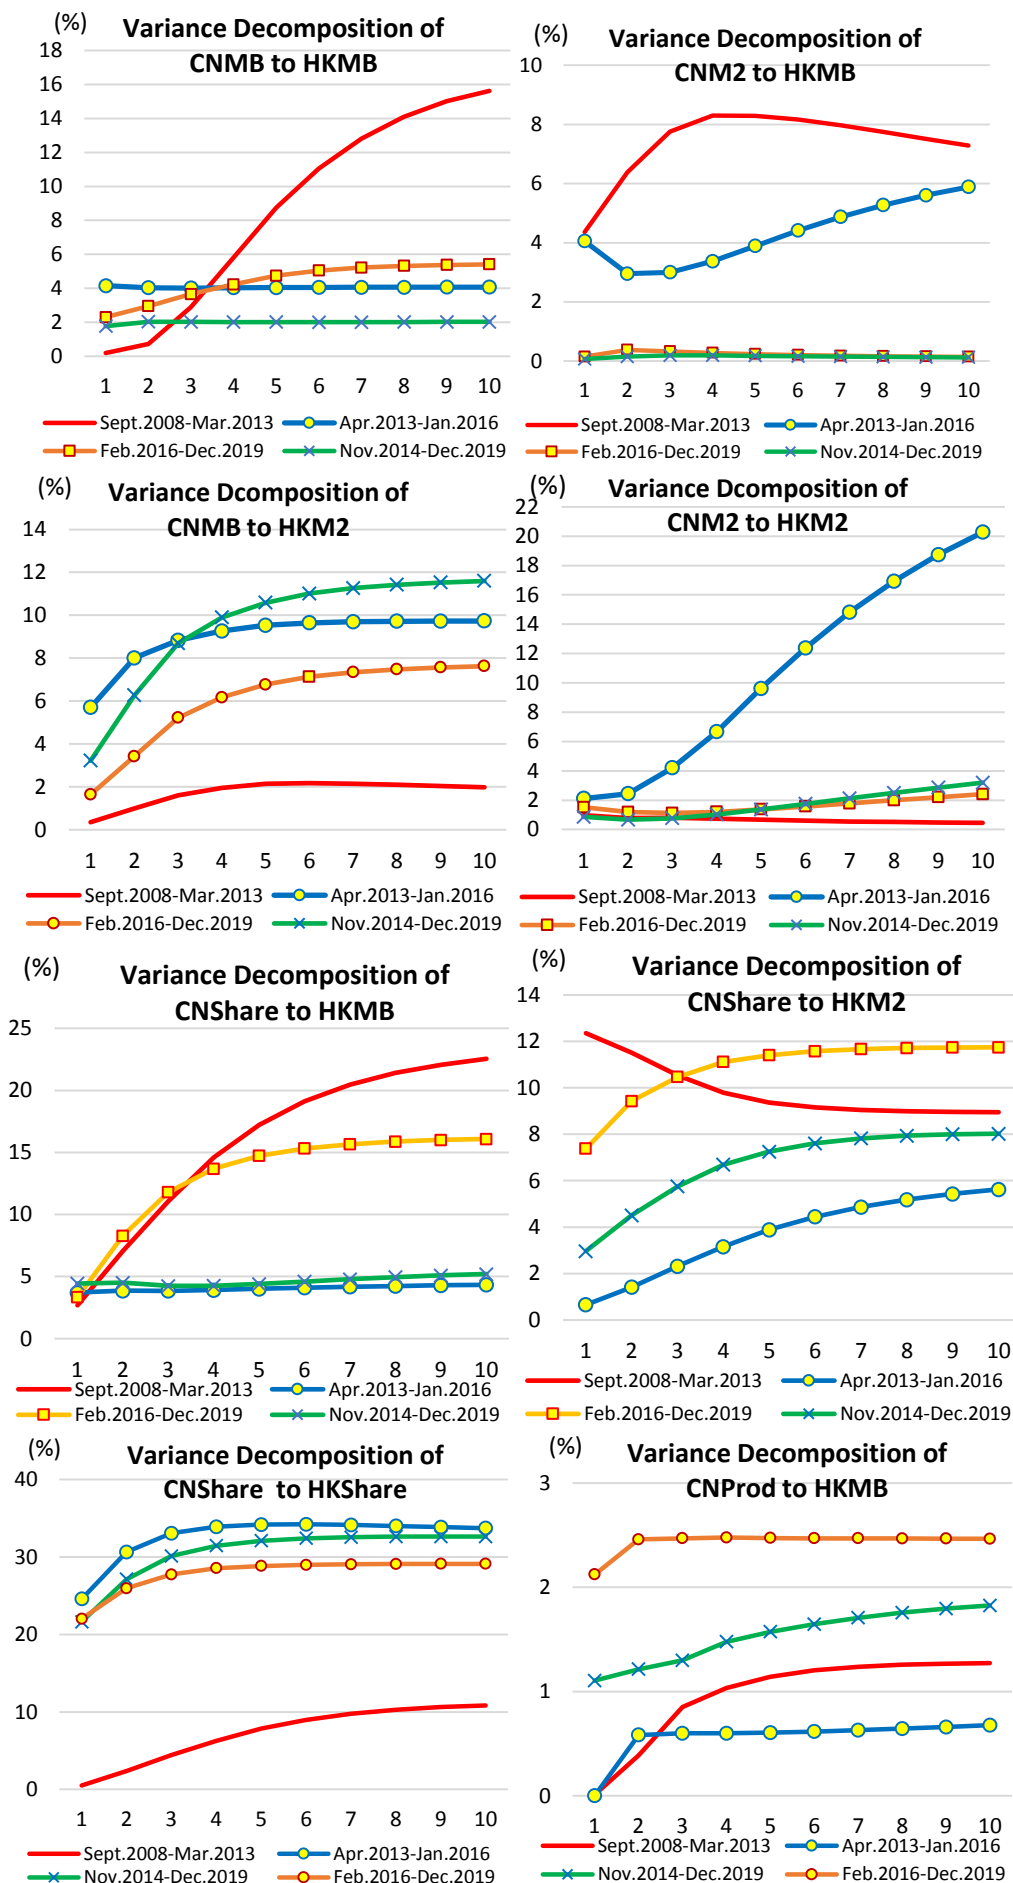 (%)
Variance Decomposition of
CNMB to HKMB
18
16
14
12
10
8
6
4
2
0
1 2 3 4 5 6 7 8 9 10
Sept.2008-Mar.2013 Apr.2013-Jan.2016
Feb.2016-Dec.2019 Nov.2014-Dec.2019
(%)
Variance Decomposition of
CNM2 to HKMB
10
8
6
4
2
0
1 2 3 4 5 6 7 8 9 10
Sept.2008-Mar.2013 Apr.2013-Jan.2016
Feb.2016-Dec.2019 Nov.2014-Dec.2019
(%)
Variance Dcomposition of
CNMB to HKM2
14
12
10
8
6
4
2
0
1 2 3 4 5 6 7 8 9 10
Sept.2008-Mar.2013 Apr.2013-Jan.2016
Feb.2016-Dec.2019 Nov.2014-Dec.2019
(%)
Variance Dcomposition of
CNM2 to HKM2
22
20
18
16
14
12
10
8
6
4
2
0
1 2 3 4 5 6 7 8 9 10
Sept.2008-Mar.2013 Apr.2013-Jan.2016
Feb.2016-Dec.2019 Nov.2014-Dec.2019
(%)
Variance Decomposition of
CNShare to HKMB
25
20
15
10
5
0
1 2 3 4 5 6 7 8 9 10
Sept.2008-Mar.2013 Apr.2013-Jan.2016
Feb.2016-Dec.2019 Nov.2014-Dec.2019
(%)
Variance Decomposition of
CNShare to HKM2
14
12
10
8
6
4
2
0
1 2 3 4 5 6 7 8 9 10
Sept.2008-Mar.2013 Apr.2013-Jan.2016
Feb.2016-Dec.2019 Nov.2014-Dec.2019
(%)
Variance Decomposition of
CNShare to HKShare
40
30
20
10
0
1 2 3 4 5 6 7 8 9 10
Sept.2008-Mar.2013 Apr.2013-Jan.2016
Nov.2014-Dec.2019 Feb.2016-Dec.2019
(%)
Variance Decomposition of
CNProd to HKMB
3
2
1
0
1 2 3 4 5 6 7 8 9 10
Sept.2008-Mar.2013 Apr.2013-Jan.2016
Nov.2014-Dec.2019 Feb.2016-Dec.2019